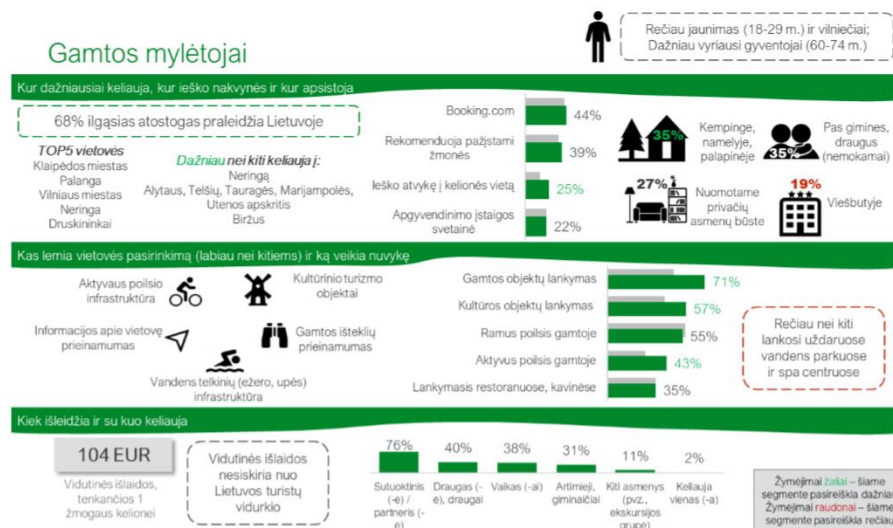 Gamtos mylėtojai
Rečiau jaunimas (18-29 m.) ir vilniečiai;
Dažniau vyriausi gyventojai (60-74 m.)
Kur dažniausiai keliauja, kur ieško nakvynės ir kur apsistoja
68% ilgąsias atostogas praleidžia Lietuvoje
TOP5 vietovės
Klaipėdos miestas
Palanga
Vilniaus miestas
Neringa
Druskininkai
Dažniau nei kiti keliauja į:
Neringą
Alytaus, Telšių, Tauragės, Marijampolės,
Utenos apskritis
Biržus
Booking.com
44%
Rekomenduoja pažįstami
žmonės
39%
Ieško atvykę į kelionės vietą
25%
Apgyvendinimo įstaigos
svetainė
22%
35%
Kempinge,
namelyje,
palapinėje
35%
Pas gimines,
draugus
(nemokamai)
27%
Nuomotame
privačių
asmenų būste
19%
Viešbutyje
Kas lemia vietovės pasirinkimą (labiau nei kitiems) ir ką veikia nuvykę
Aktyvaus poilsio
infrastruktūra
Kultūrinio turizmo
objektai
Informacijos apie vietovę
prieinamumas
Gamtos išteklių
prieinamumas
Vandens telkinių (ežero, upės)
infrastruktūra
Gamtos objektų lankymas
71%
Kultūros objektų lankymas
57%
Ramus poilsis gamtoje
55%
Aktyvus poilsis gamtoje
43%
Lankymasis restoranuose, kavinėse
35%
Rečiau nei kiti
lankosi uždaruose
vandens parkuose
ir spa centruose
Kiek išleidžia ir su kuo keliauja
104 EUR
Vidutinės išlaidos,
tenkančios 1
žmogaus kelionei
Vidutinės išlaidos
nesiskiria nuo
Lietuvos turistų
vidurkio
76%
40%
38%
31%
11%
2%
Sutuoktinis
(-ė) /
partneris (-
ė)
Draugas (-
ė), draugai
Vaikas (-ai)
Artimieji,
giminaičiai
Kiti asmenys
(pvz.,
ekskursijos
grupė)
Keliauja
vienas (-a)
Žymėjimai žaliai – šiame
segmente pasireiškia dažniau
Žymėjimai raudonai – šiame
segmente pasireiškia rečiau